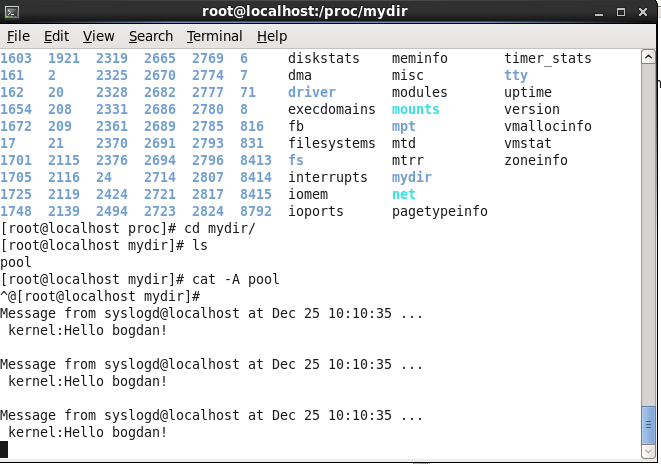 root@localhost:/proc/mydir
File Edit View Search Terminal Help
1603 1921 2319 2665 2769 6 diskstats meminfo timer_stats
161 2 2325 2670 2774 7 dma misc tty
162 20 2328 2682 2777 71 driver modules uptime
1654 208 2331 2686 2780 8 execdomains mounts version
1672 209 2361 2689 2785 816 fb mpt vmallocinfo
17 21 2370 2691 2793 831 filesystems mtd vmstat
1701 2115 2376 2694 2796 8413 fs mtrr zoneinfo
1705 2116 24 2714 2807 8414 interrupts mydir
1725 2119 2424 2721 2817 8415 iomem net
1748 2139 2494 2723 2824 8792 ioports pagetypeinfo
[root@localhost proc]# cd mydir/
[root@localhost mydir]# ls
pool
[root@localhost mydir]# cat -A pool
^@[root@localhost mydir]#
Message from syslogd@localhost at Dec 25 10:10:35 ...
kernel:Hello bogdan!
Message from syslogd@localhost at Dec 25 10:10:35 ...
kernel:Hello bogdan!
Message from syslogd@localhost at Dec 25 10:10:35 ...
kernel:Hello bogdan!